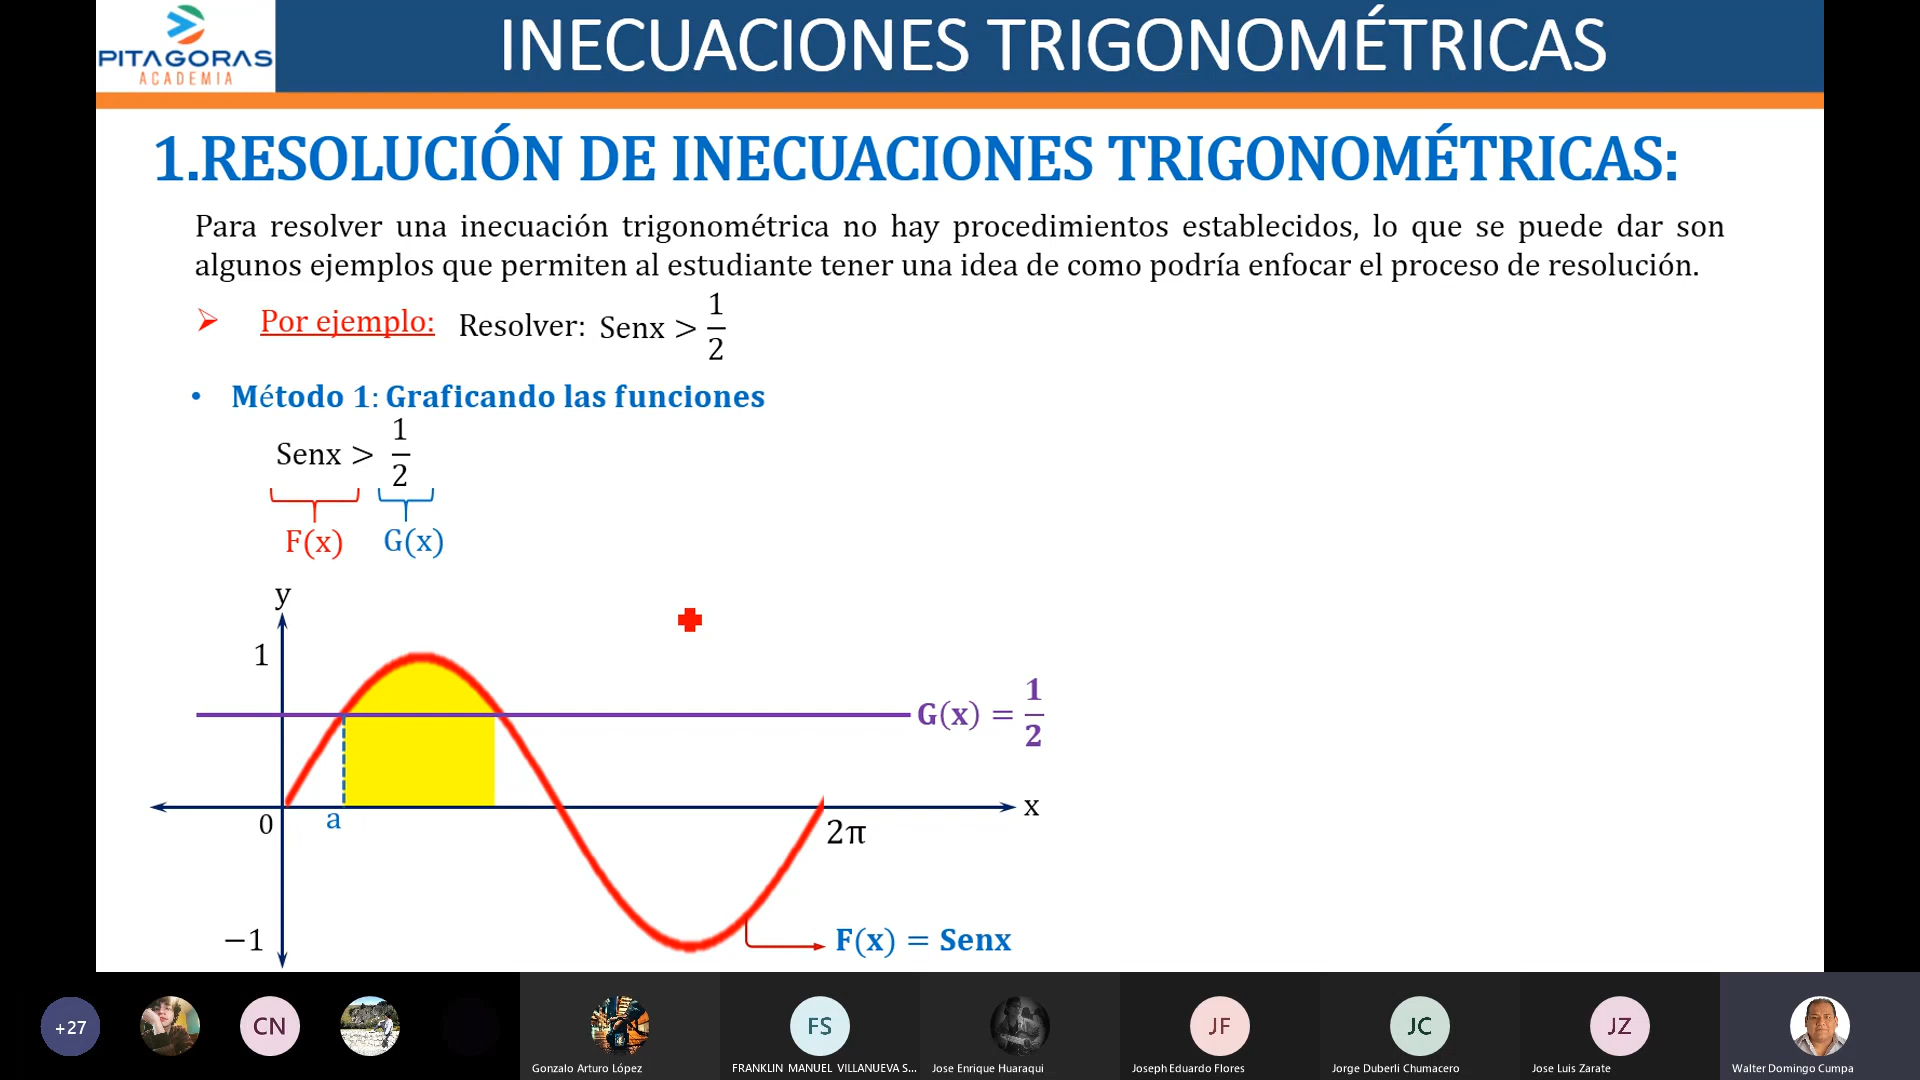 PITAGORAS
ACADEMIA
INECUACIONES TRIGONOMÉTRICAS
1.RESOLUCIÓN DE INECUACIONES TRIGONOMÉTRICAS:
Para resolver una inecuación trigonométrica no hay procedimientos establecidos, lo que se puede dar son
algunos ejemplos que permiten al estudiante tener una idea de como podría enfocar el proceso de resolución.
➢ Por ejemplo: Resolver: Senx > 1/2
• Método 1: Graficando las funciones
Senx > 1/2
F(x) G(x)
y
1
G(x) = 1/2
0 a 2π x
−1
F(x) = Senx
+27 CN FS JF JC JZ
Gonzalo Arturo López FRANKLIN MANUEL VILLANUEVA S... Jose Enrique Huaraqui Joseph Eduardo Flores Jorge Duberli Chumacero Jose Luis Zarate Walter Domingo Cumpa